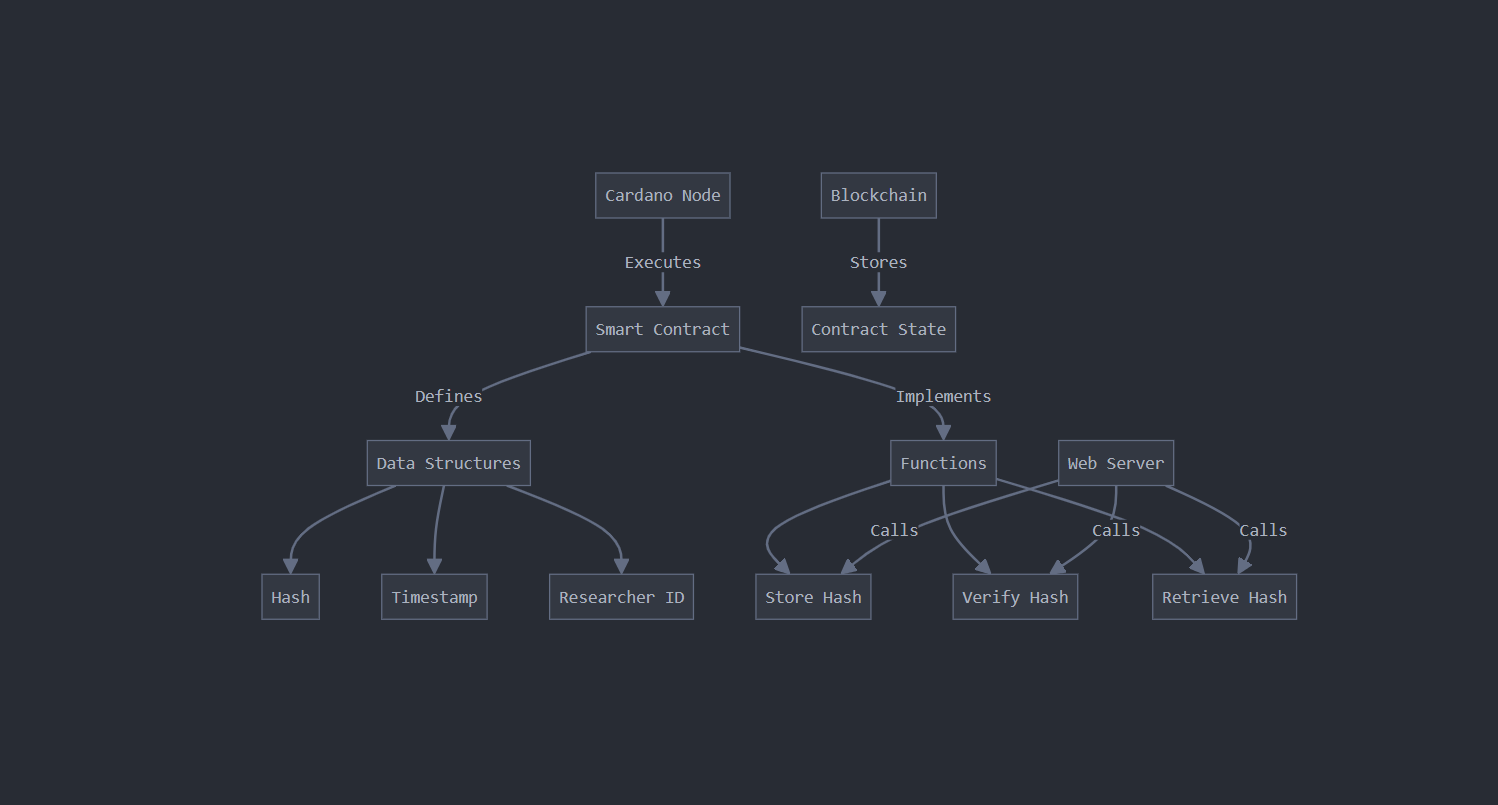 Cardano Node
Blockchain
Executes
Stores
Smart Contract
Contract State
Defines
Implements
Data Structures
Functions
Web Server
Calls
Calls
Calls
Hash
Timestamp
Researcher ID
Store Hash
Verify Hash
Retrieve Hash